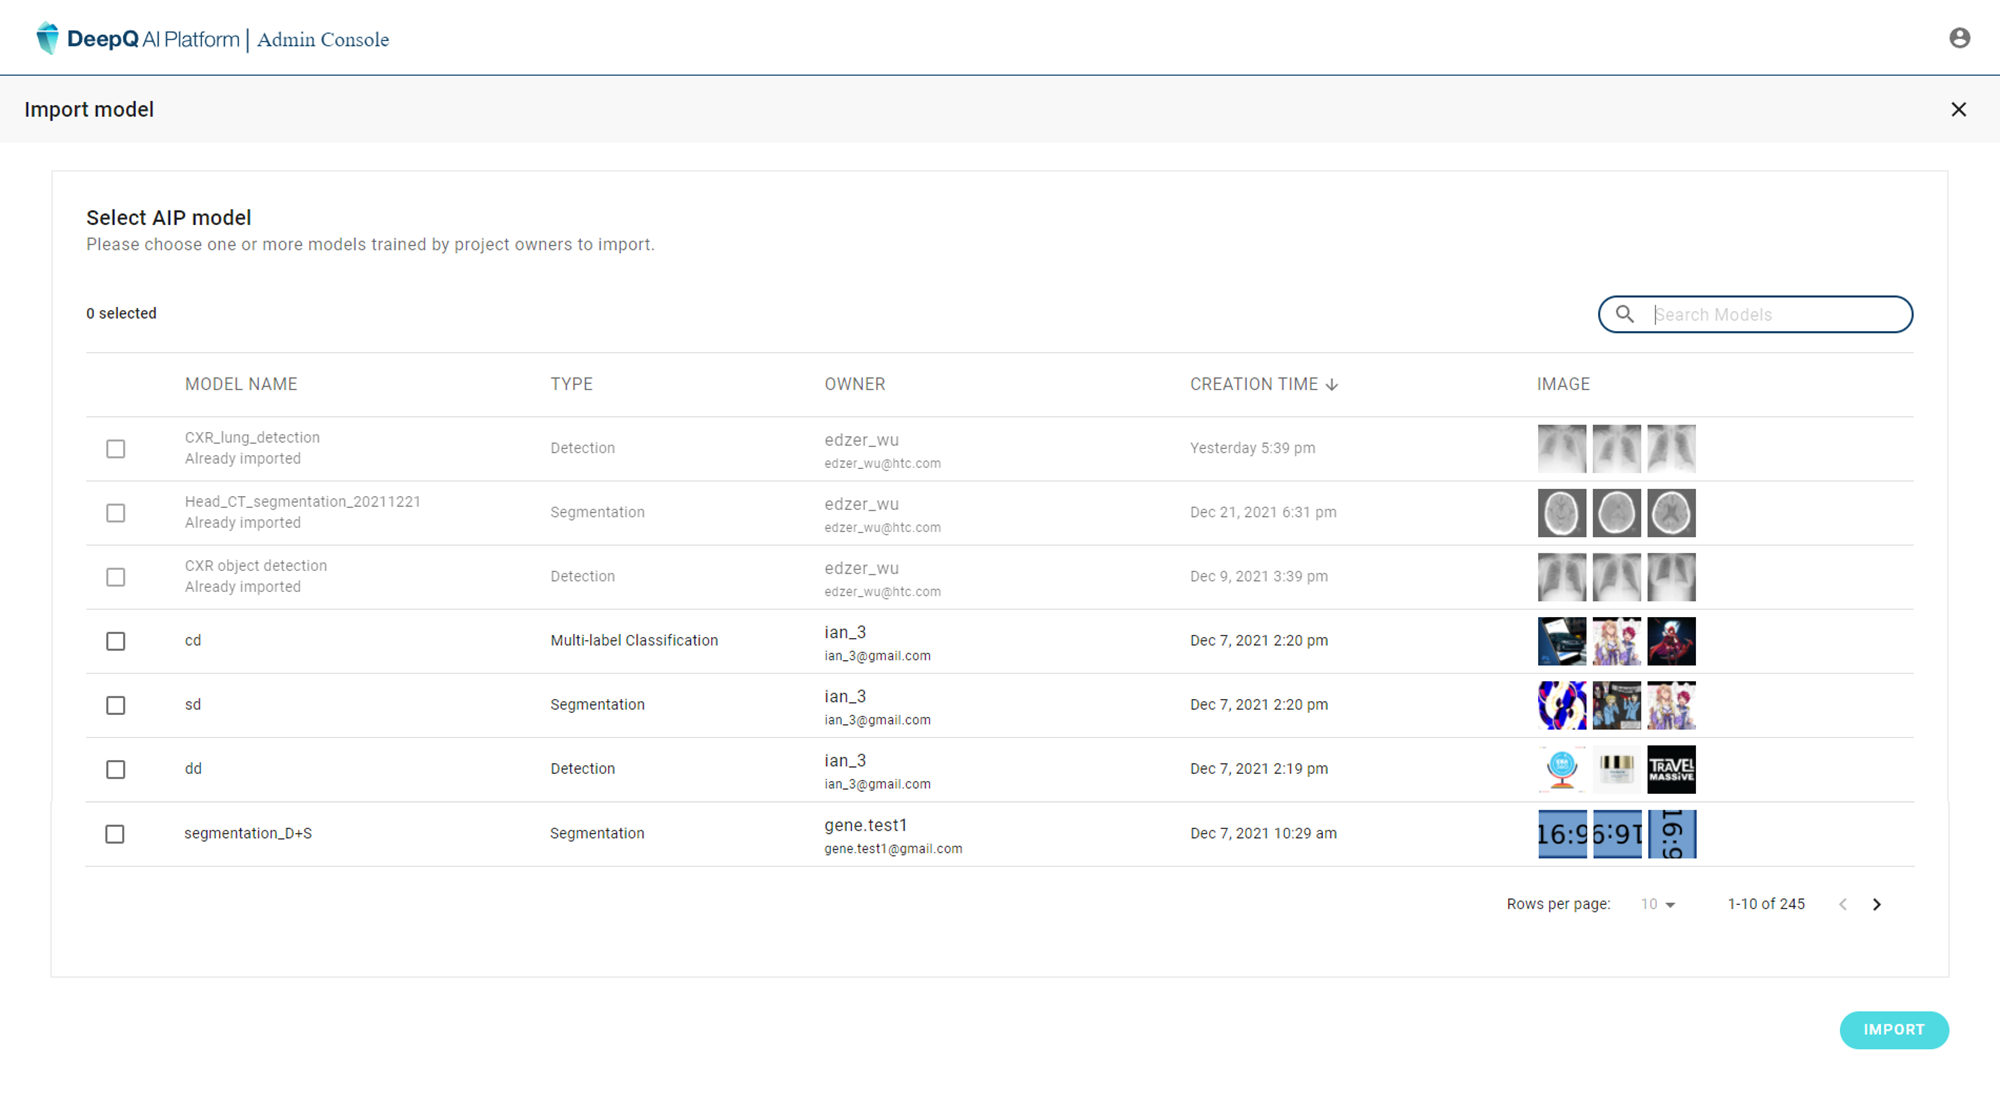 DeepQ AI Platform | Admin Console
Import model
Select AIP model
Please choose one or more models trained by project owners to import.
0 selected
Search Models
MODEL NAME TYPE OWNER CREATION TIME IMAGE
CXR_lung_detection
Already imported
Detection
edzer_wu
edzer_wu@htc.com
Yesterday 5:39 pm
Head_CT_segmentation_20211221
Already imported
Segmentation
edzer_wu
edzer_wu@htc.com
Dec 21, 2021 6:31 pm
CXR object detection
Already imported
Detection
edzer_wu
edzer_wu@htc.com
Dec 9, 2021 3:39 pm
cd
Multi-label Classification
ian_3
ian_3@gmail.com
Dec 7, 2021 2:20 pm
sd
Segmentation
ian_3
ian_3@gmail.com
Dec 7, 2021 2:20 pm
dd
Detection
ian_3
ian_3@gmail.com
Dec 7, 2021 2:19 pm
TRAVEL
MASSIVE
segmentation_D+S
Segmentation
gene.test1
gene.test1@gmail.com
Dec 7, 2021 10:29 am
16:9
16:9
16:9
Rows per page: 10 1-10 of 245
IMPORT